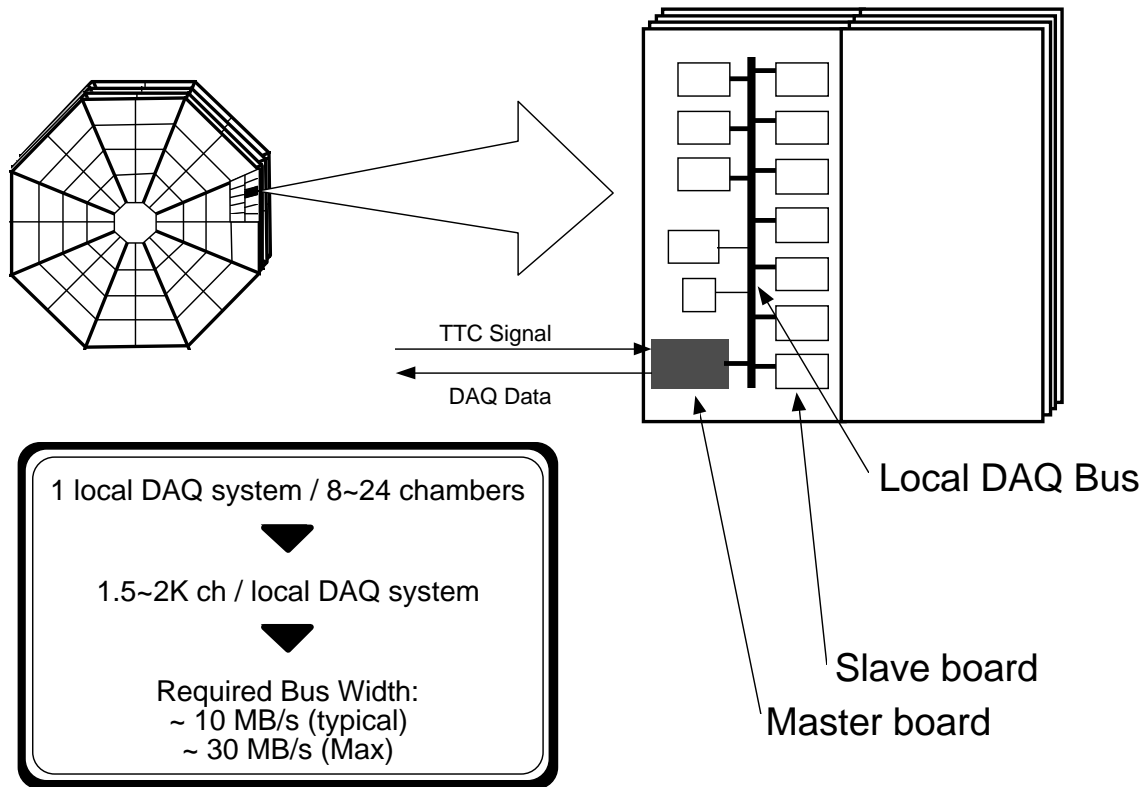 TTC Signal
DAQ Data
Local DAQ Bus
Slave board
Master board
1 local DAQ system / 8~24 chambers
1.5~2K ch / local DAQ system
Required Bus Width:
~ 10 MB/s (typical)
~ 30 MB/s (Max)